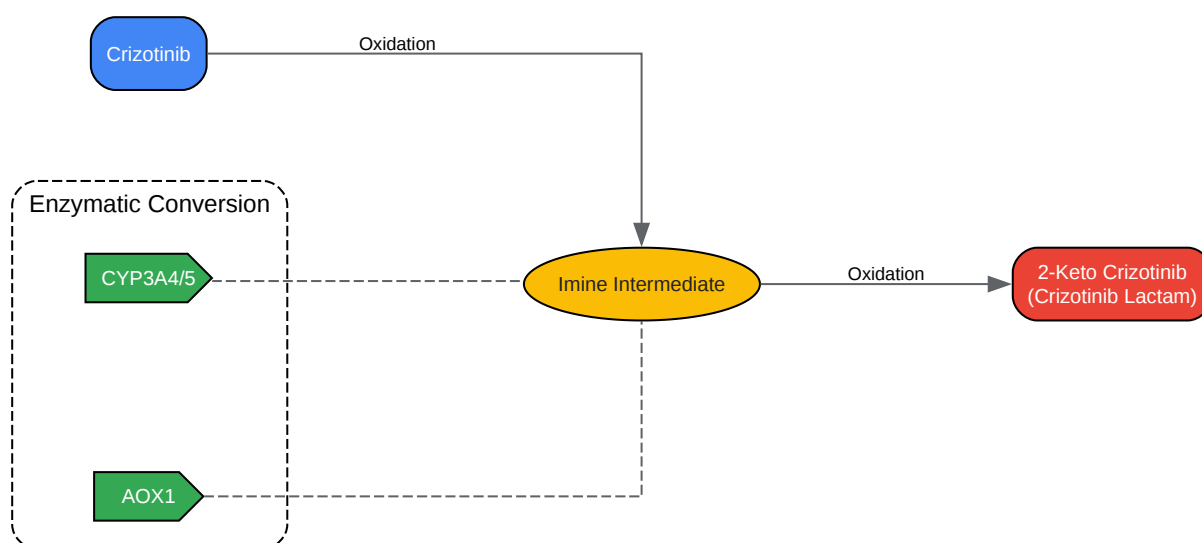 Crizotinib
Oxidation
Enzymatic Conversion
CYP3A4/5
Imine Intermediate
Oxidation
2-Keto Crizotinib
(Crizotinib Lactam)
AOX1